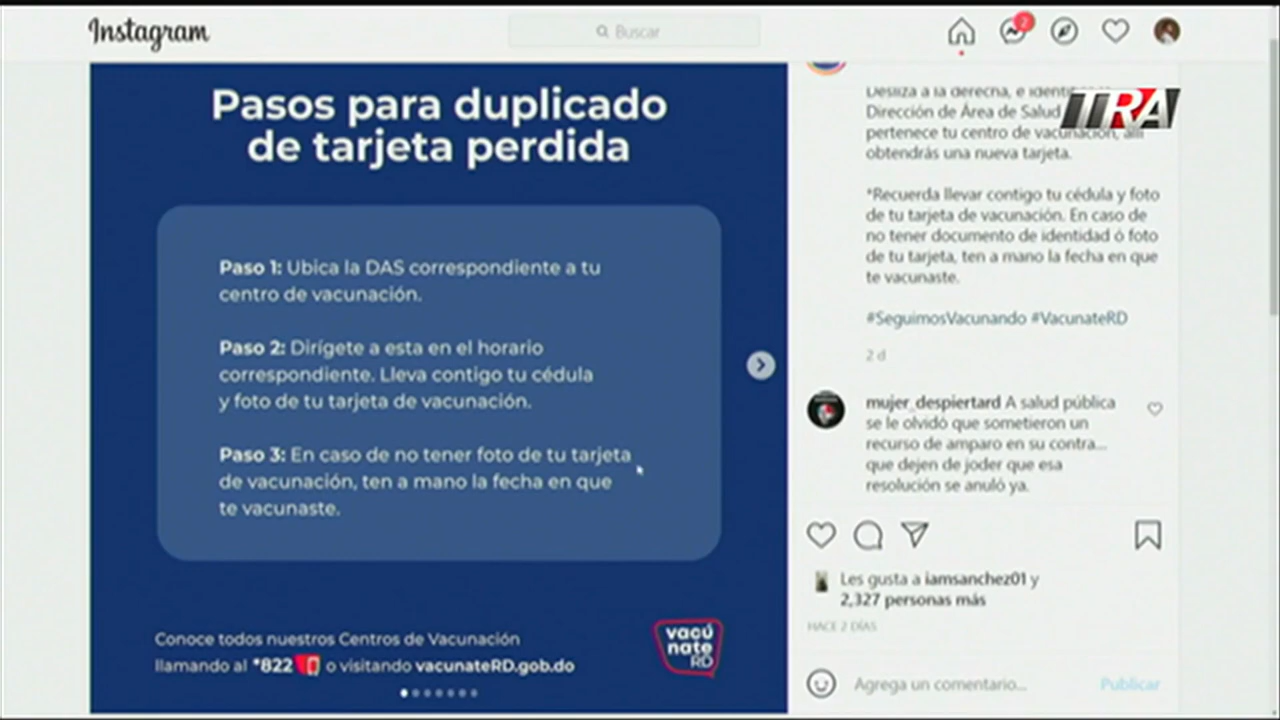 Instagram
Buscar
2
Pasos para duplicado
de tarjeta perdida
Paso 1: Ubica la DAS correspondiente a tu
centro de vacunación.
Paso 2: Dirígete a esta en el horario
correspondiente. Lleva contigo tu cédula
y foto de tu tarjeta de vacunación.
Paso 3: En caso de no tener foto de tu tarjeta
de vacunación, ten a mano la fecha en que
te vacunaste.
Conoce todos nuestros Centros de Vacunación
llamando al *822 o visitando vacunateRD.gob.do
vacú
nate
RD
Desliza a la derecha, e
Dirección de Área de Salud
TRA
pertenece tu centro de vacunación, allí
obtendrás una nueva tarjeta.
*Recuerda llevar contigo tu cédula y foto
de tu tarjeta de vacunación. En caso de
no tener documento de identidad ó foto
de tu tarjeta, ten a mano la fecha en que
te vacunaste.
#SeguimosVacunando #VacunateRD
2 d
mujer_despiertard A salud pública
se le olvidó que sometieron un
recurso de amparo en su contra...
que dejen de joder que esa
resolución se anuló ya.
Les gusta a iamsanchez01 y
2,327 personas más
HACE 2 DÍAS
Agrega un comentario...
Publicar